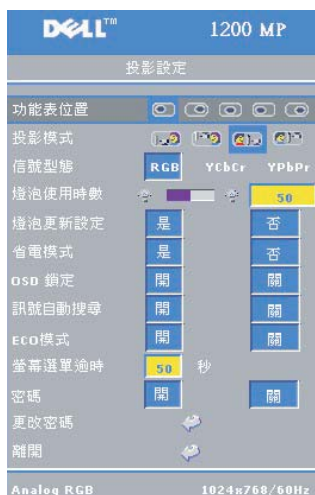 DELL™ 1200 MP
投影設定
功能表位置
投影模式
信號型態 RGB YCbCr YPbPr
燈泡使用時數 50
燈泡更新設定 是 否
省電模式 是 否
OSD 鎖定 開 關
訊號自動搜尋 開 關
ECO模式 開 關
螢幕選單逾時 50 秒
密碼 開 關
更改密碼
離開
Analog RGB 1024x768/60Hz